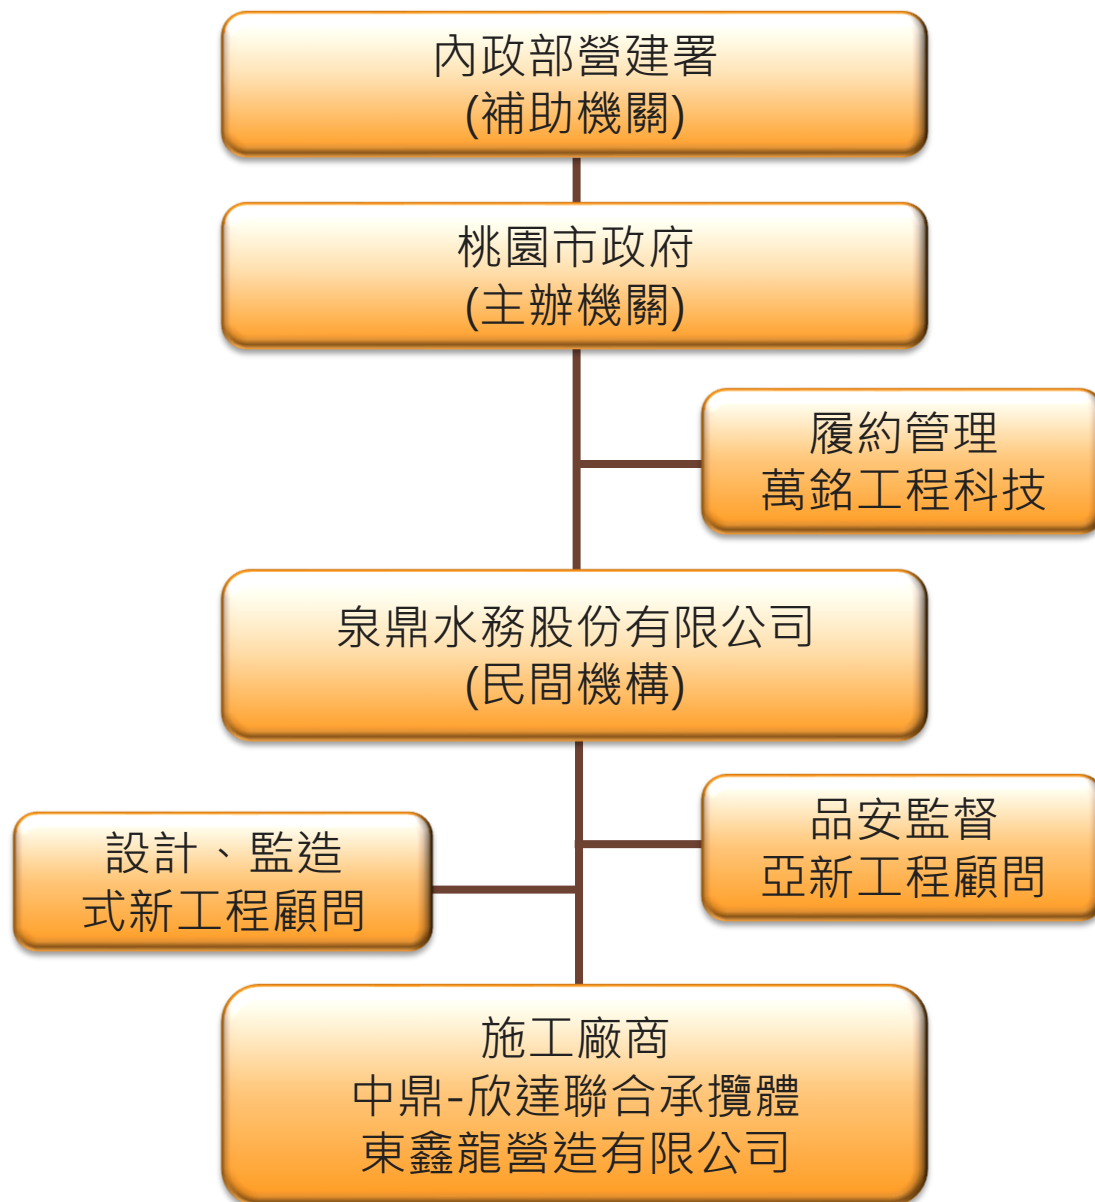 內政部營建署
(補助機關)
桃園市政府
(主辦機關)
履約管理
萬銘工程科技
泉鼎水務股份有限公司
(民間機構)
設計、監造
式新工程顧問
品安監督
亞新工程顧問
施工廠商
中鼎-欣達聯合承攬體
東鑫龍營造有限公司